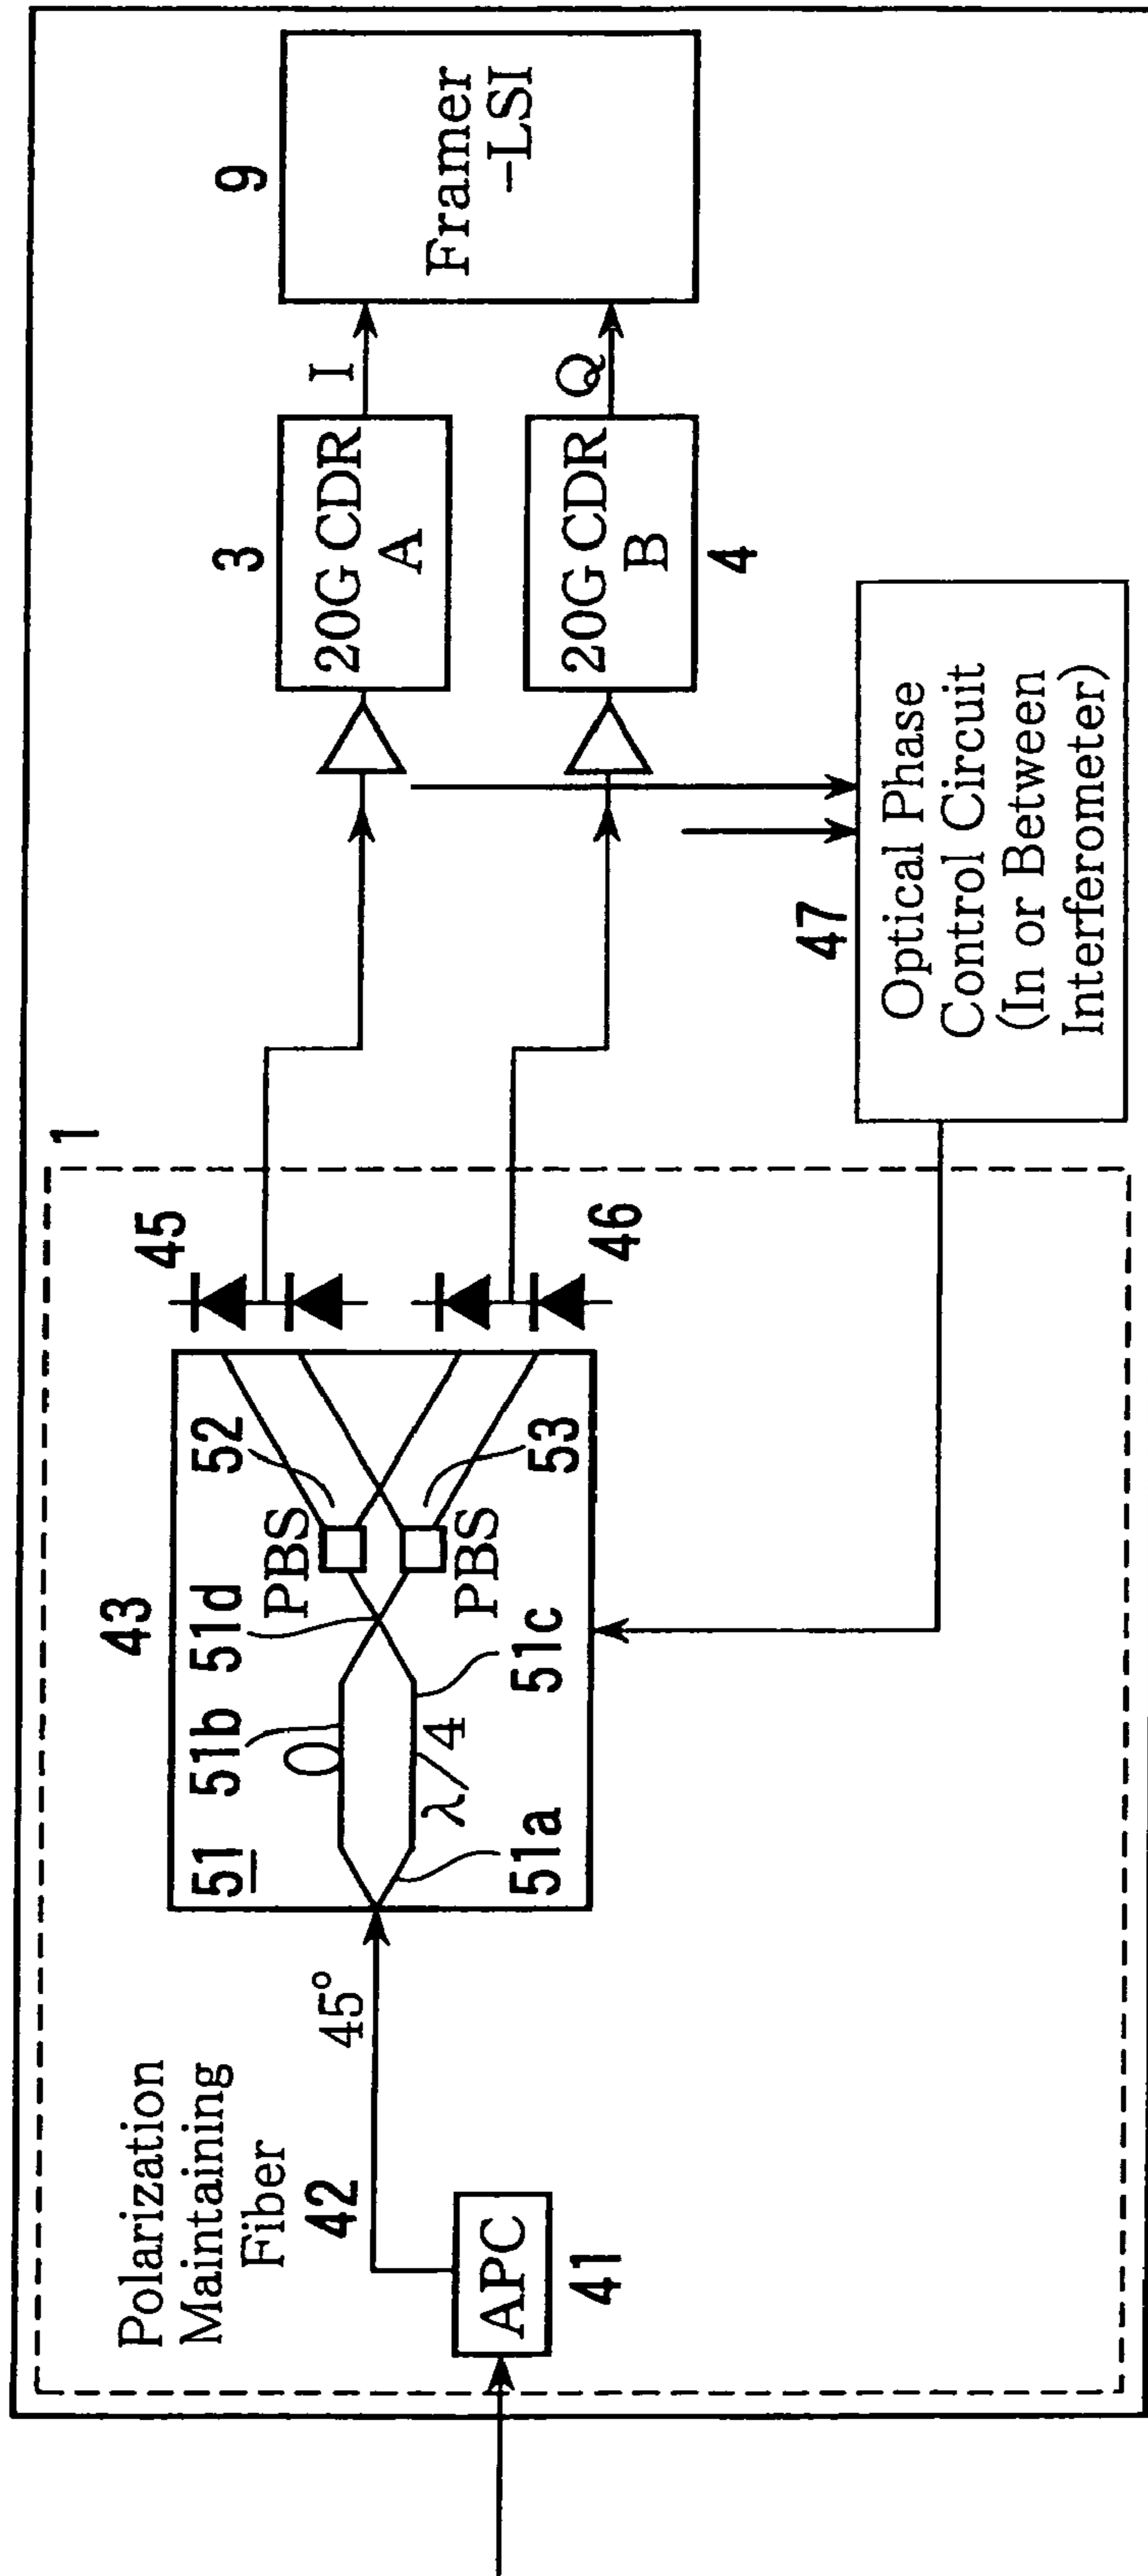 Polarization
Maintaining
Fiber
42
45°
APC
41
1
43
51
51a
51b
0
51c
λ/4
51d
PBS
52
PBS
53
45
46
3
20G CDR
A
I
20G CDR
B
4
Q
9
Framer
-LSI
47
Optical Phase
Control Circuit
(In or Between
Interferometer)